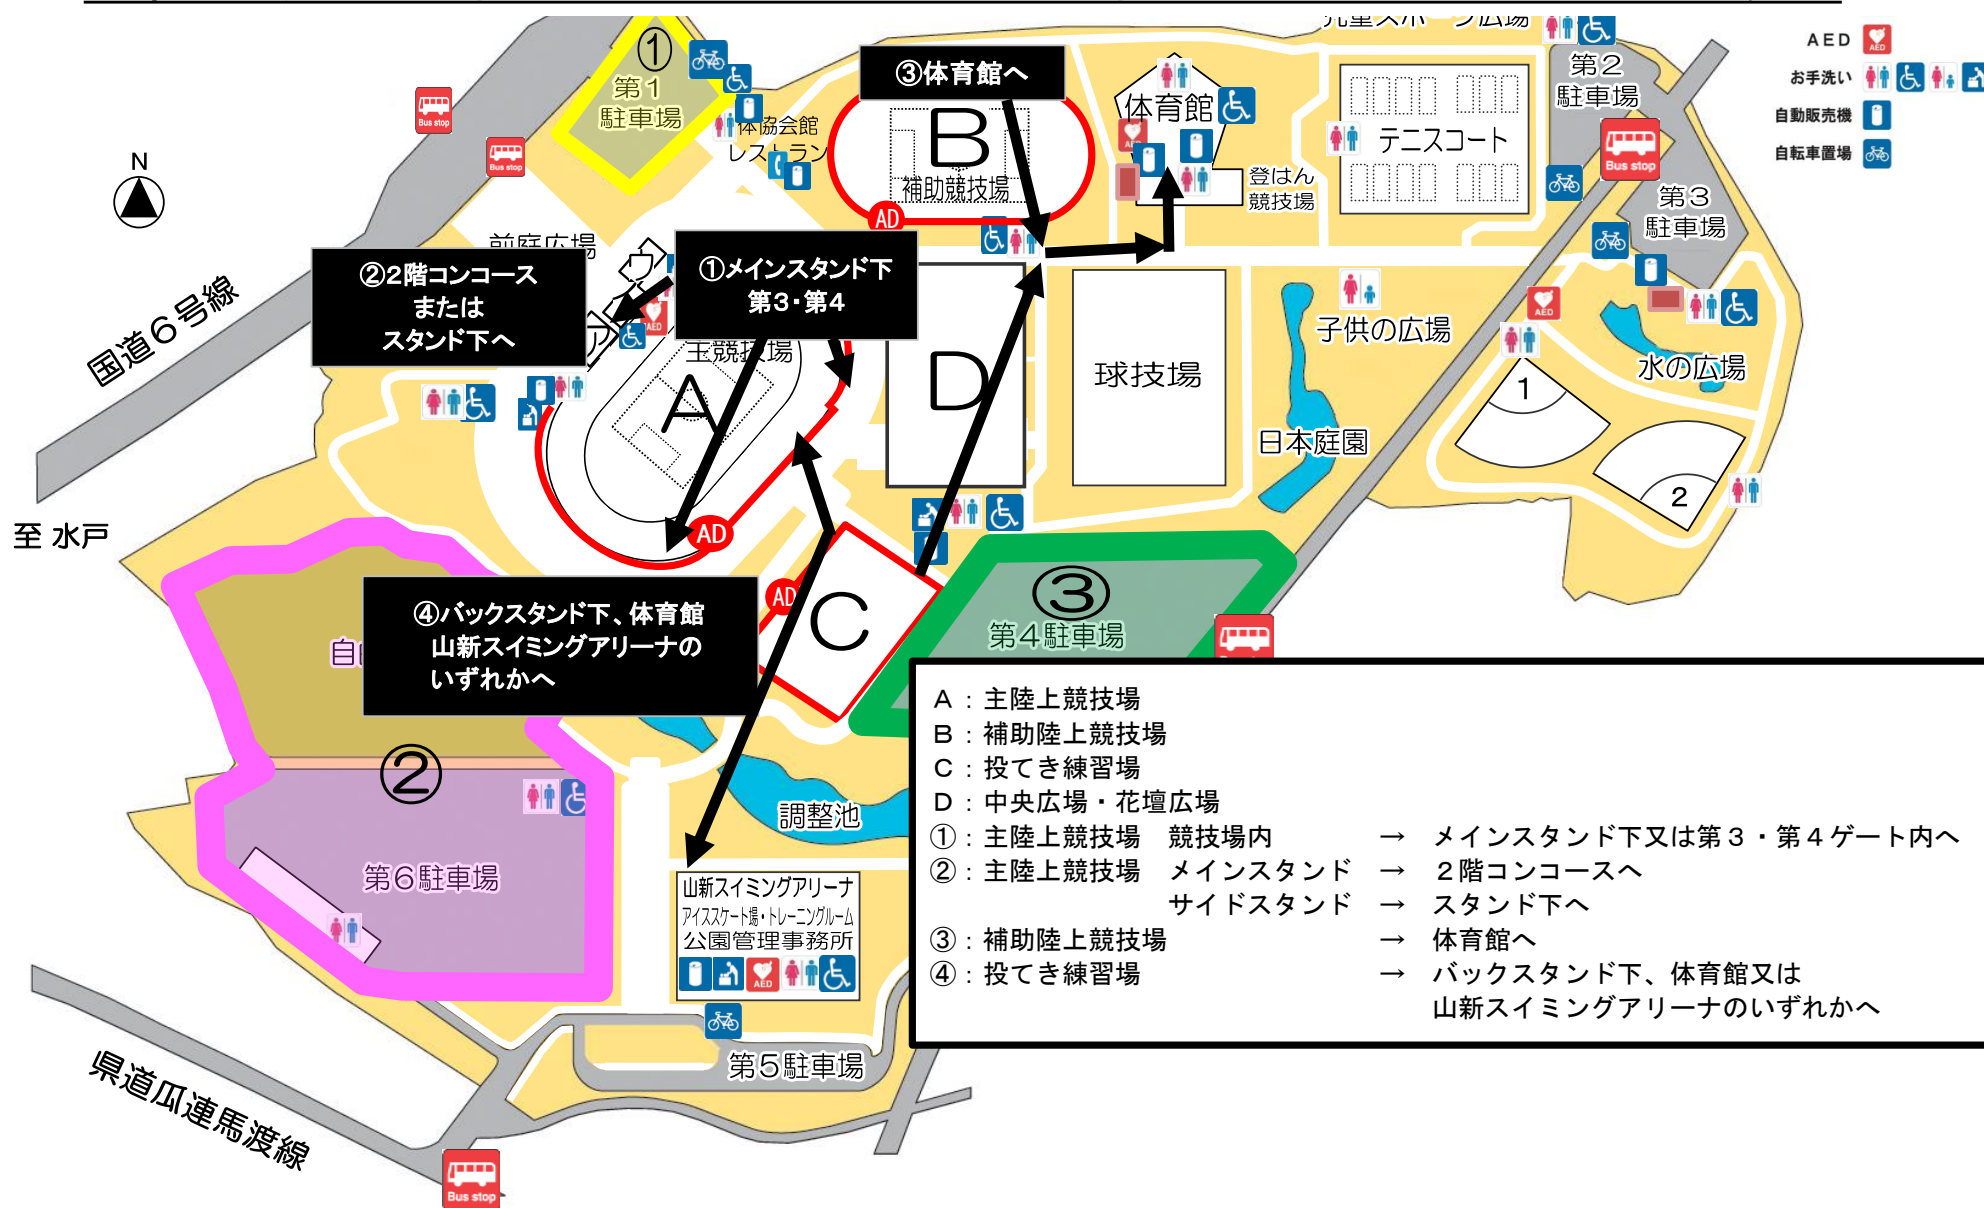 ①
第1
駐車場
③体育館へ
体育館
第2
駐車場
AED
お手洗い
自動販売機
自転車置場
AED
Bus stop
Bus stop
Bus stop
体協会館
レストラン
B
補助競技場
AD
テニスコート
登はん
競技場
第3
駐車場
N
前庭広場
②2階コンコース
または
スタンド下へ
①メインスタンド下
第3・第4
国道6号線
AED
主競技場
A
D
球技場
子供の広場
AED
水の広場
1
日本庭園
2
至 水戸
AD
AD
C
③
第4駐車場
④バックスタンド下、体育館
山新スイミングアリーナの
いずれかへ
②
第6駐車場
調整池
山新スイミングアリーナ
アイススケート場・トレーニングルーム
公園管理事務所
AED
第5駐車場
県道瓜連馬渡線
Bus stop
A：主陸上競技場
B：補助陸上競技場
C：投てき練習場
D：中央広場・花壇広場
①：主陸上競技場　競技場内　→　メインスタンド下又は第3・第4ゲート内へ
②：主陸上競技場　メインスタンド　→　2階コンコースへ
サイドスタンド　→　スタンド下へ
③：補助陸上競技場　→　体育館へ
④：投てき練習場　→　バックスタンド下、体育館又は
山新スイミングアリーナのいずれかへ